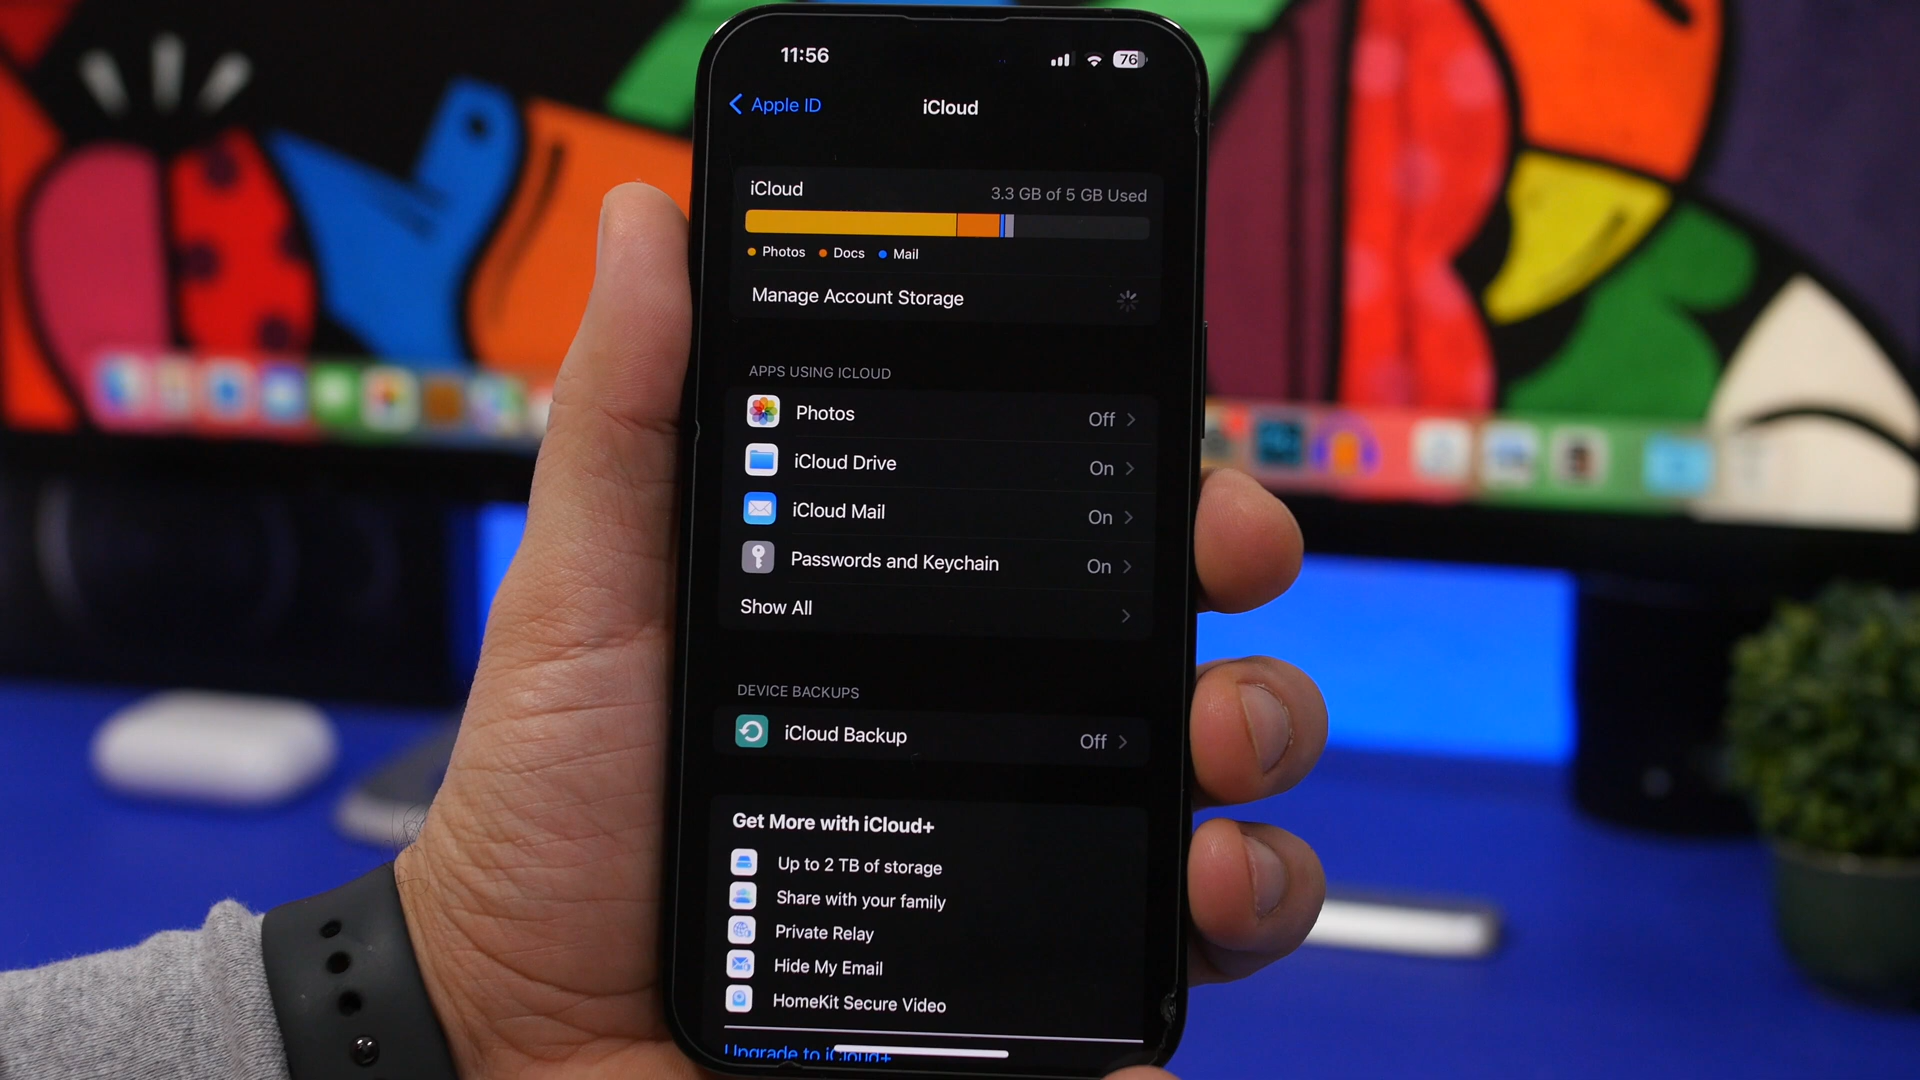 11:56
76
Apple ID
iCloud
iCloud
3.3 GB of 5 GB Used
Photos Docs Mail
Manage Account Storage
APPS USING ICLOUD
Photos Off
iCloud Drive On
iCloud Mail On
Passwords and Keychain On
Show All
DEVICE BACKUPS
iCloud Backup Off
Get More with iCloud+
Up to 2 TB of storage
Share with your family
Private Relay
Hide My Email
HomeKit Secure Video
Upgrade to iCloud+